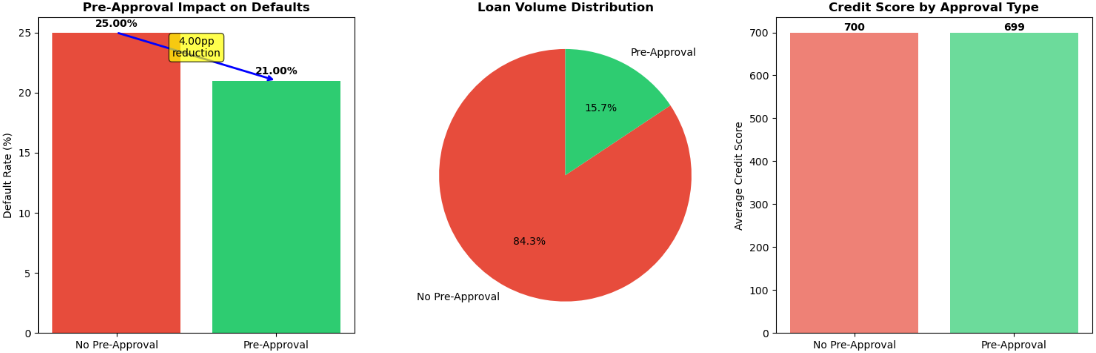 Pre-Approval Impact on Defaults
25.00%
4.00pp
reduction
21.00%
25
20
15
10
5
0
Default Rate (%)
No Pre-Approval
Pre-Approval
Loan Volume Distribution
Pre-Approval
15.7%
84.3%
No Pre-Approval
Credit Score by Approval Type
700
699
700
600
500
400
300
200
100
0
Average Credit Score
No Pre-Approval
Pre-Approval